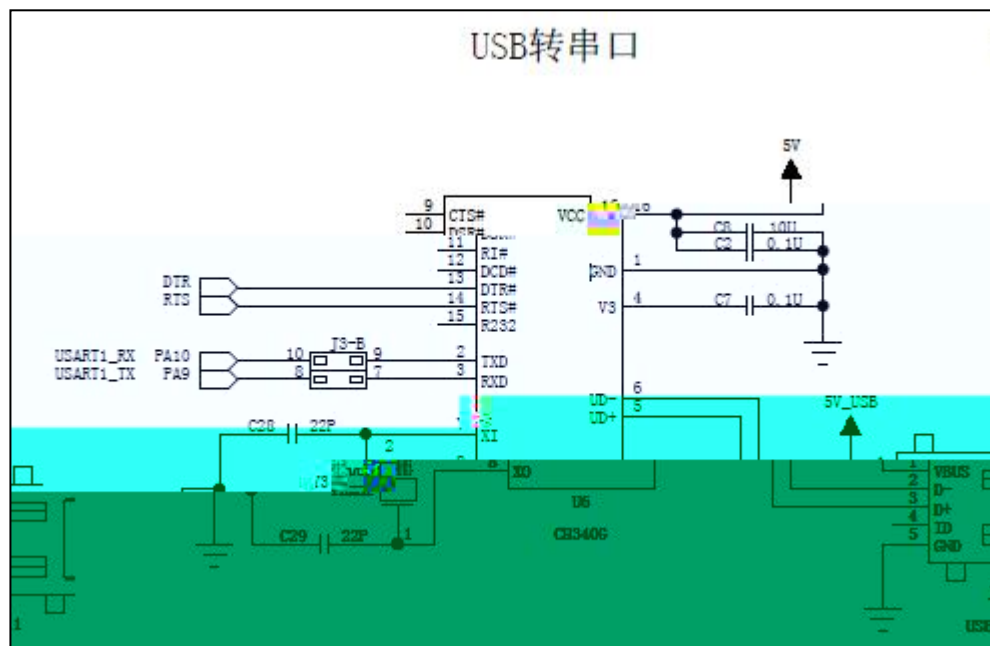 USB转串口
5V
9 CTS# VCC
10
C8 10U
11 C2 0.1U
RI#
12 DCD# GND 1
DTR 13 DTR#
RTS 14 RTS# V3 4 C7 0.1U
15 R232
J3-B
USART1_RX PA10 10 9 2 TXD
USART1_TX PA9 8 7 3 RXD
UD- 6
UD+ 5 5V_USB
C28 22P XI
2
XO
1 VBUS
2 D-
U6 3 D+
4 ID
C29 22P 1 CH340G 5 GND